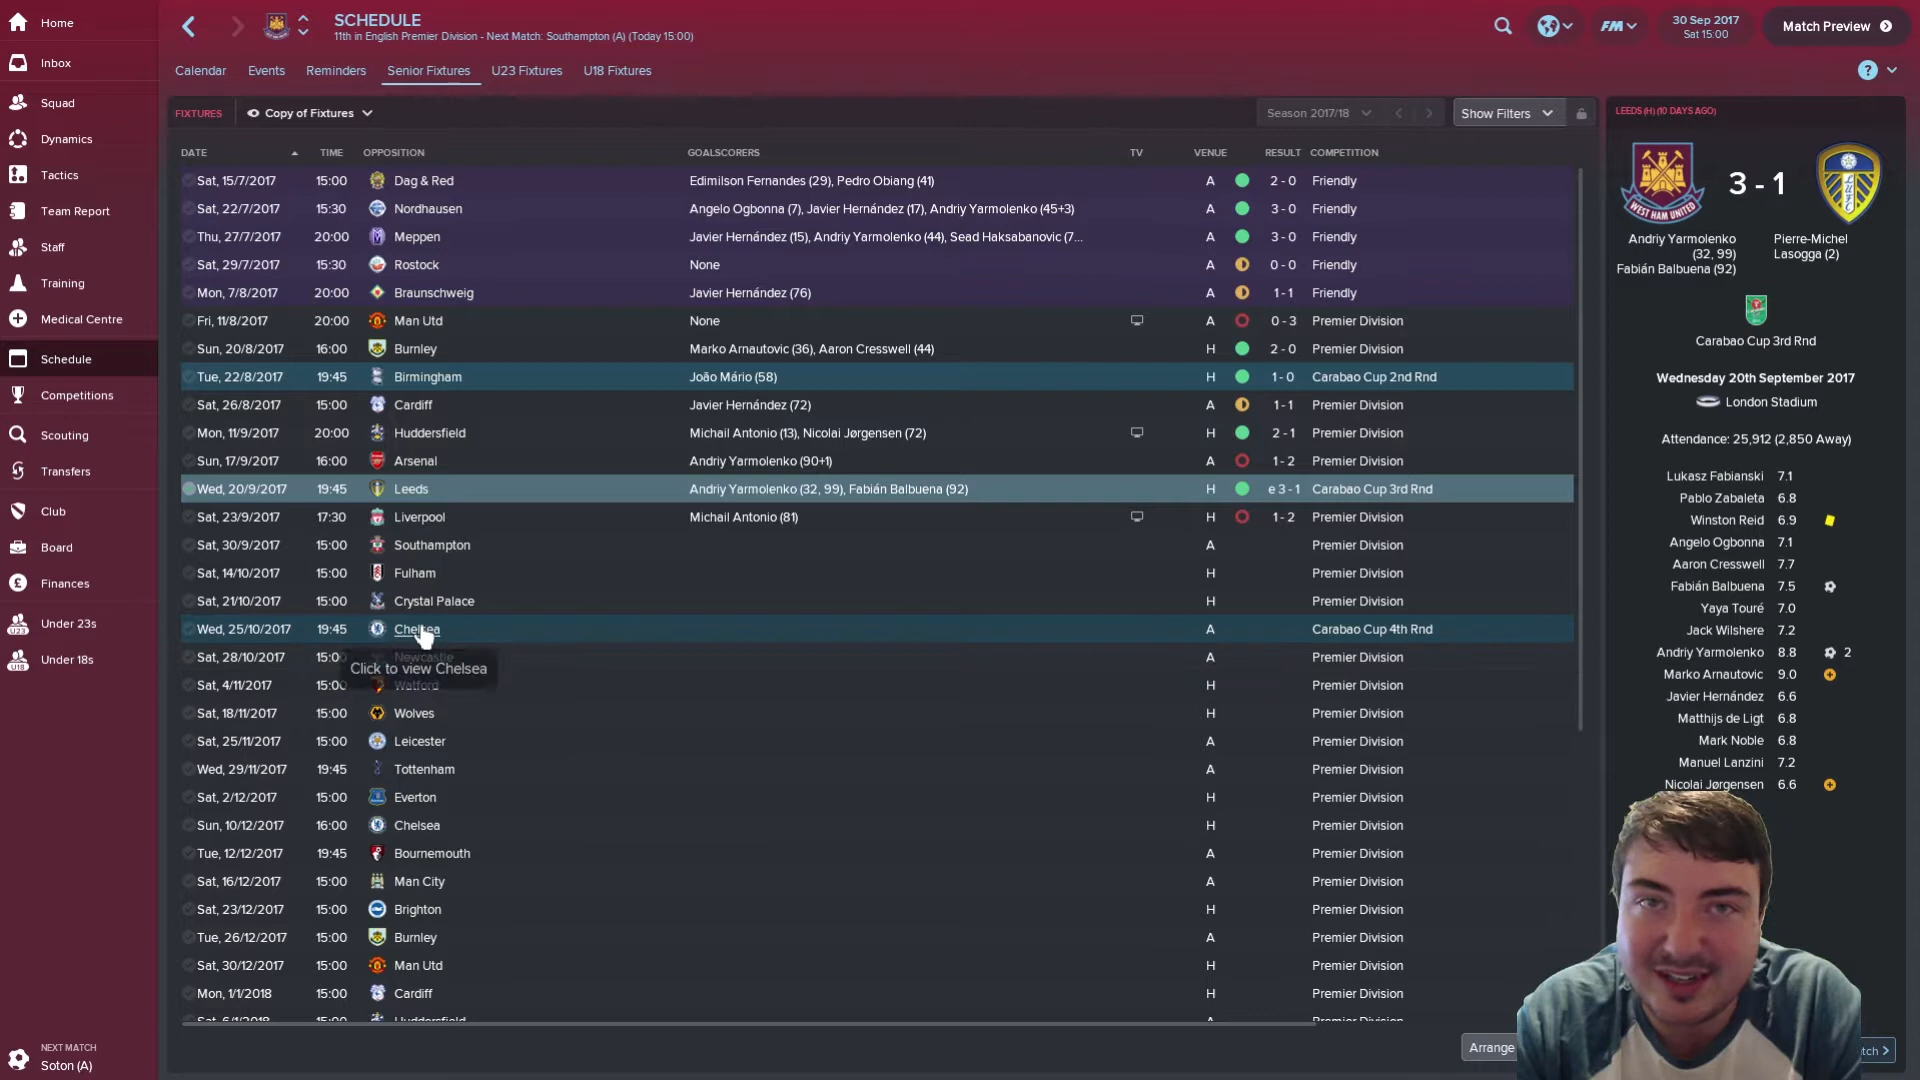 Home
Inbox
Squad
Dynamics
Tactics
Team Report
Staff
Training
Medical Centre
Schedule
Competitions
Scouting
Transfers
Club
Board
Finances
Under 23s
Under 18s
NEXT MATCH
Soton (A)
SCHEDULE
11th in English Premier Division - Next Match: Southampton (A) (Today 15:00)
FM
30 Sep 2017
Sat 15:00
Match Preview
Calendar Events Reminders Senior Fixtures U23 Fixtures U18 Fixtures
?
FIXTURES Copy of Fixtures Season 2017/18 Show Filters
DATE TIME OPPOSITION GOALSCORERS TV VENUE RESULT COMPETITION
Sat, 15/7/2017 15:00 Dag & Red Edimilson Fernandes (29), Pedro Obiang (41) A 2 - 0 Friendly
Sat, 22/7/2017 15:30 Nordhausen Angelo Ogbonna (7), Javier Hernández (17), Andriy Yarmolenko (45+3) A 3 - 0 Friendly
Thu, 27/7/2017 20:00 Meppen Javier Hernández (15), Andriy Yarmolenko (44), Sead Haksabanovic (7... A 3 - 0 Friendly
Sat, 29/7/2017 15:30 Rostock None A 0 - 0 Friendly
Mon, 7/8/2017 20:00 Braunschweig Javier Hernández (76) A 1 - 1 Friendly
Fri, 11/8/2017 20:00 Man Utd None A 0 - 3 Premier Division
Sun, 20/8/2017 16:00 Burnley Marko Arnautovic (36), Aaron Cresswell (44) H 2 - 0 Premier Division
Tue, 22/8/2017 19:45 Birmingham João Mário (58) H 1 - 0 Carabao Cup 2nd Rnd
Sat, 26/8/2017 15:00 Cardiff Javier Hernández (72) A 1 - 1 Premier Division
Mon, 11/9/2017 20:00 Huddersfield Michail Antonio (13), Nicolai Jørgensen (72) H 2 - 1 Premier Division
Sun, 17/9/2017 16:00 Arsenal Andriy Yarmolenko (90+1) A 1 - 2 Premier Division
Wed, 20/9/2017 19:45 Leeds Andriy Yarmolenko (32, 99), Fabián Balbuena (92) H e 3 - 1 Carabao Cup 3rd Rnd
Sat, 23/9/2017 17:30 Liverpool Michail Antonio (81) H 1 - 2 Premier Division
Sat, 30/9/2017 15:00 Southampton A Premier Division
Sat, 14/10/2017 15:00 Fulham H Premier Division
Sat, 21/10/2017 15:00 Crystal Palace H Premier Division
Wed, 25/10/2017 19:45 Chelsea A Carabao Cup 4th Rnd
Sat, 28/10/2017 15:00 Newcastle A Premier Division
Click to view Chelsea
Sat, 4/11/2017 15:00 Watford H Premier Division
Sat, 18/11/2017 15:00 Wolves H Premier Division
Sat, 25/11/2017 15:00 Leicester A Premier Division
Wed, 29/11/2017 19:45 Tottenham A Premier Division
Sat, 2/12/2017 15:00 Everton H Premier Division
Sun, 10/12/2017 16:00 Chelsea H Premier Division
Tue, 12/12/2017 19:45 Bournemouth A Premier Division
Sat, 16/12/2017 15:00 Man City A Premier Division
Sat, 23/12/2017 15:00 Brighton H Premier Division
Tue, 26/12/2017 15:00 Burnley A Premier Division
Sat, 30/12/2017 15:00 Man Utd H Premier Division
Mon, 1/1/2018 15:00 Cardiff H Premier Division
Sat, 6/1/2018 15:00 Huddersfield A Premier Division
Arrange
LEEDS (H) (10 DAYS AGO)
WEST HAM UNITED
3 - 1
Andriy Yarmolenko (32, 99)
Fabián Balbuena (92)
Pierre-Michel Lasogga (2)
Carabao Cup 3rd Rnd
Wednesday 20th September 2017
London Stadium
Attendance: 25,912 (2,850 Away)
Lukasz Fabianski 7.1
Pablo Zabaleta 6.8
Winston Reid 6.9
Angelo Ogbonna 7.1
Aaron Cresswell 7.7
Fabián Balbuena 7.5
Yaya Touré 7.0
Jack Wilshere 7.2
Andriy Yarmolenko 8.8 2
Marko Arnautovic 9.0
Javier Hernández 6.6
Matthijs de Ligt 6.8
Mark Noble 6.8
Manuel Lanzini 7.2
Nicolai Jørgensen 6.6
tch